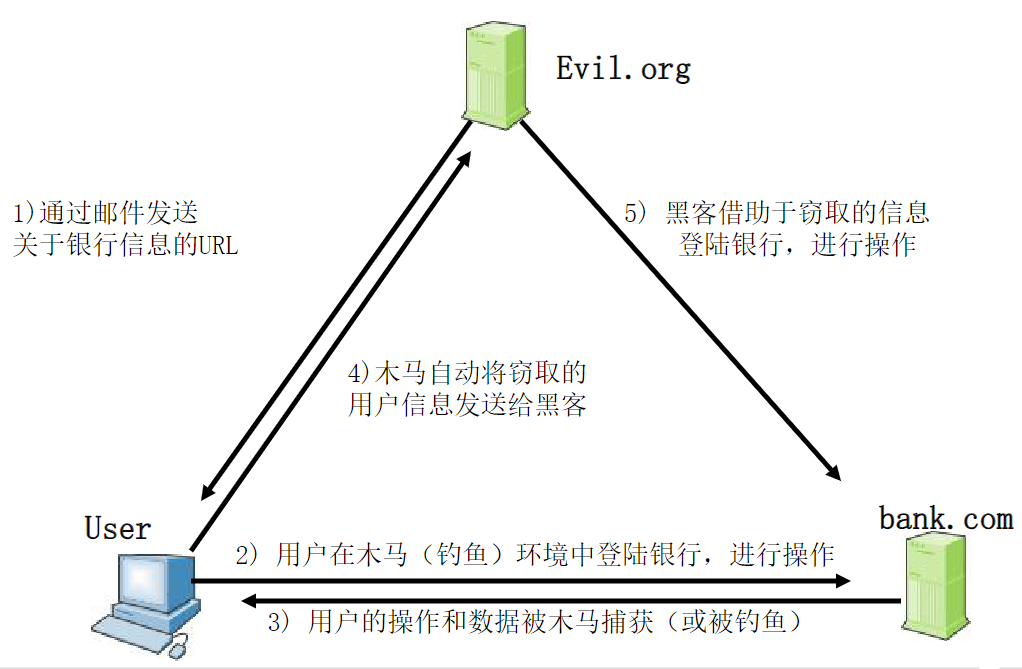 Evil.org
1)通过邮件发送
关于银行信息的URL
5) 黑客借助于窃取的信息
登陆银行，进行操作
4)木马自动将窃取的
用户信息发送给黑客
User
bank.com
2) 用户在木马（钓鱼）环境中登陆银行，进行操作
3) 用户的操作和数据被木马捕获（或被钓鱼）